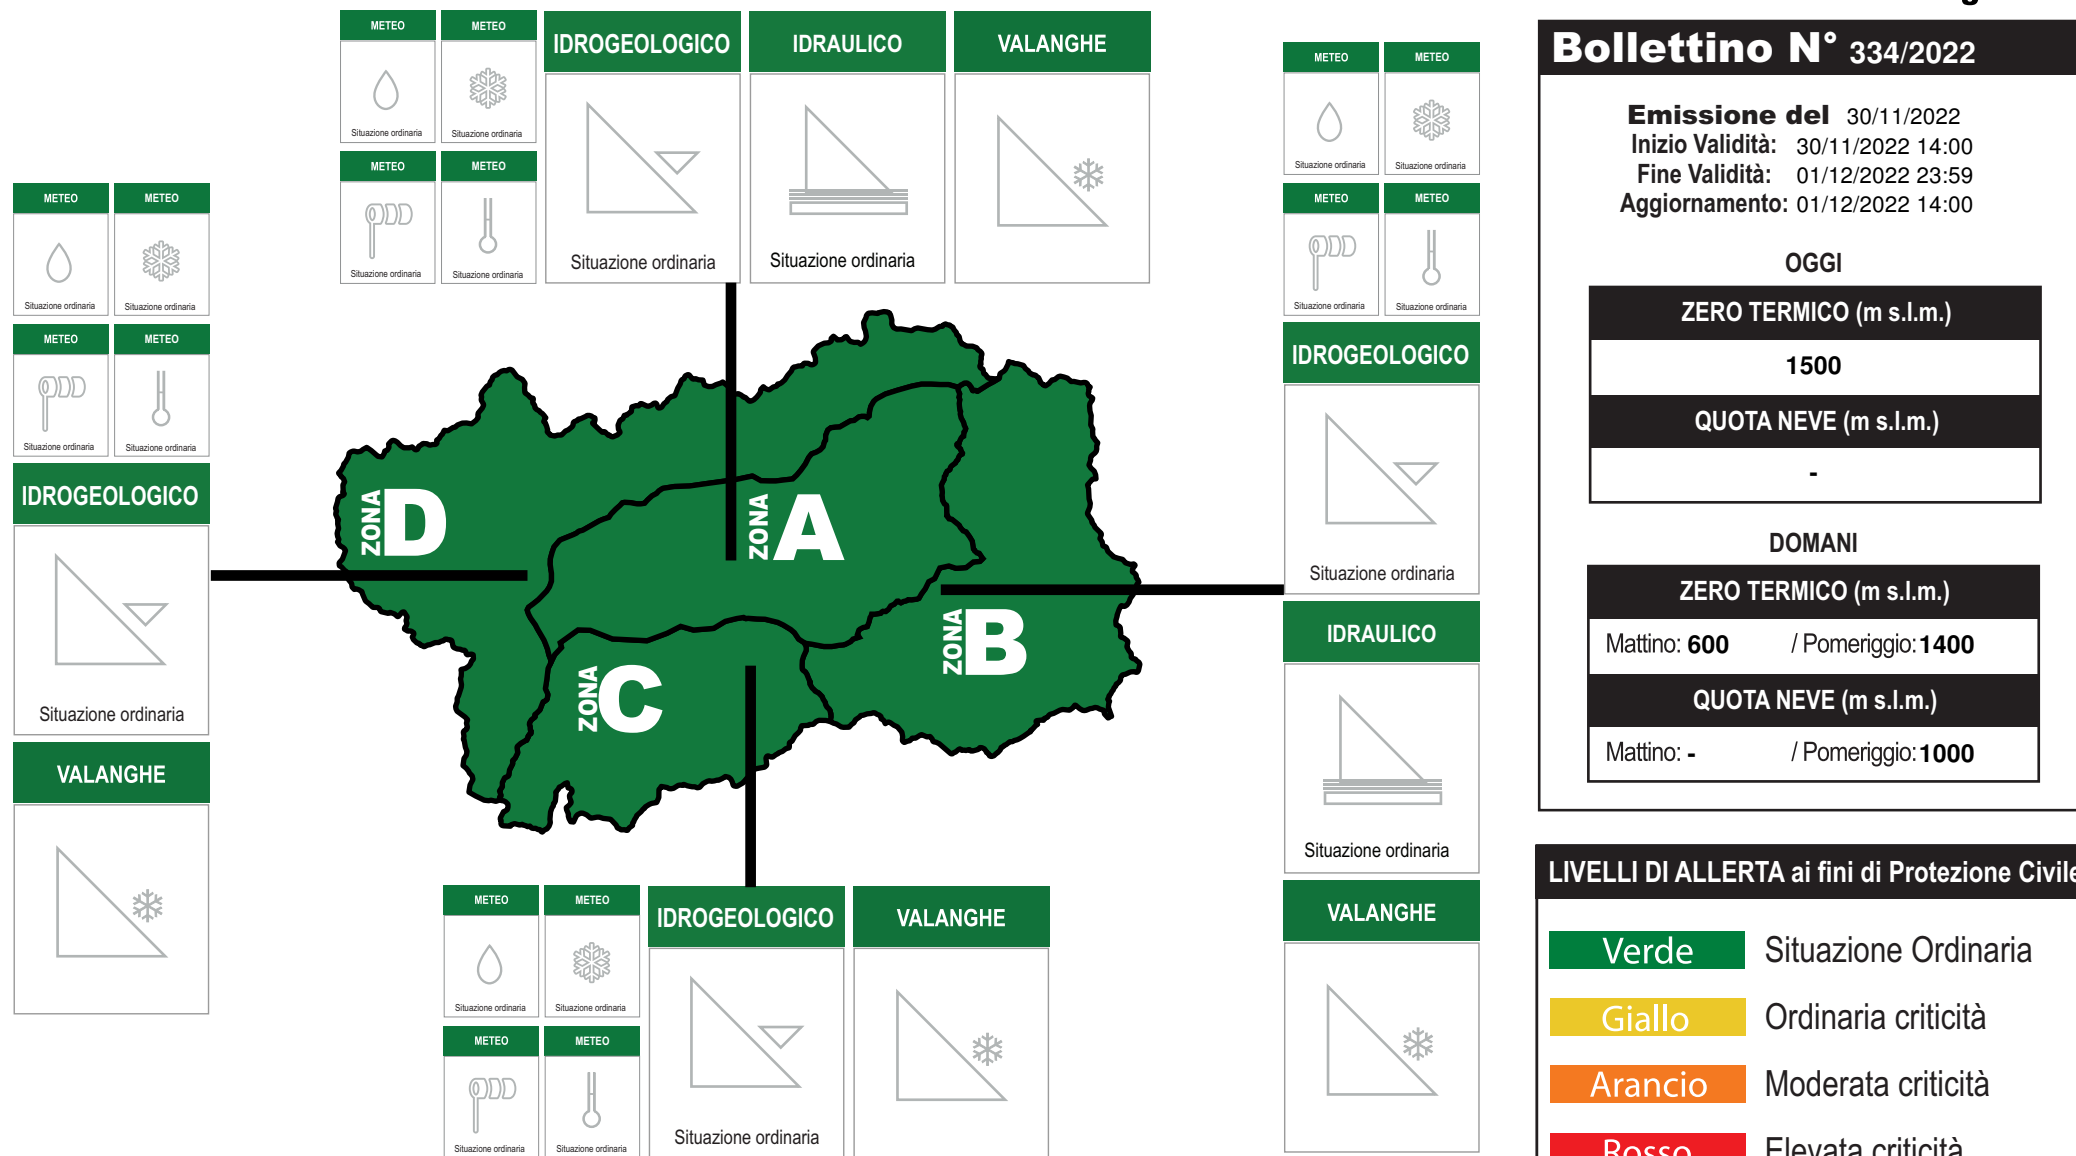 METEO METEO
Situazione ordinaria Situazione ordinaria
METEO METEO
Situazione ordinaria Situazione ordinaria
IDROGEOLOGICO
Situazione ordinaria
IDRAULICO
Situazione ordinaria
VALANGHE
METEO METEO
Situazione ordinaria Situazione ordinaria
METEO METEO
Situazione ordinaria Situazione ordinaria
IDROGEOLOGICO
Situazione ordinaria
VALANGHE
METEO METEO
Situazione ordinaria Situazione ordinaria
METEO METEO
Situazione ordinaria Situazione ordinaria
IDROGEOLOGICO
Situazione ordinaria
IDRAULICO
Situazione ordinaria
VALANGHE
ZONA D
ZONA A
ZONA B
ZONA C
METEO METEO
Situazione ordinaria Situazione ordinaria
METEO METEO
Situazione ordinaria Situazione ordinaria
IDROGEOLOGICO
Situazione ordinaria
VALANGHE
Bollettino N° 334/2022
Emissione del 30/11/2022
Inizio Validità: 30/11/2022 14:00
Fine Validità: 01/12/2022 23:59
Aggiornamento: 01/12/2022 14:00
OGGI
ZERO TERMICO (m s.l.m.)
1500
QUOTA NEVE (m s.l.m.)
-
DOMANI
ZERO TERMICO (m s.l.m.)
Mattino: 600 / Pomeriggio: 1400
QUOTA NEVE (m s.l.m.)
Mattino: - / Pomeriggio: 1000
LIVELLI DI ALLERTA ai fini di Protezione Civile
Verde Situazione Ordinaria
Giallo Ordinaria criticità
Arancio Moderata criticità
Rosso Elevata criticità